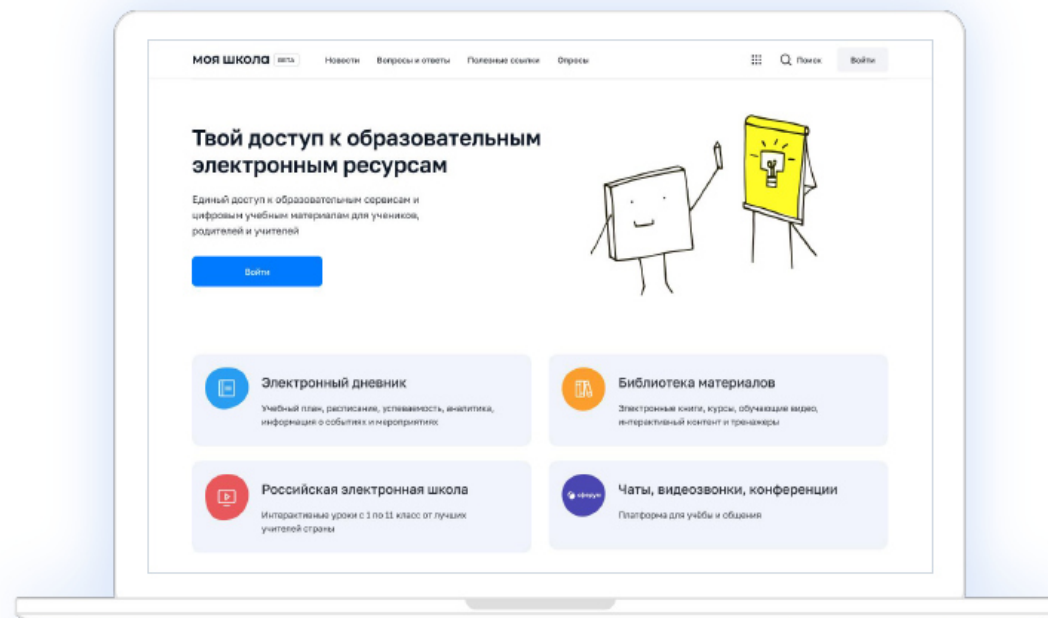 моя школа BETA Новости Вопросы и ответы Полезные ссылки Опросы Поиск Войти
Твой доступ к образовательным
электронным ресурсам
Единый доступ к образовательным сервисам и
цифровым учебным материалам для учеников,
родителей и учителей
Войти
Электронный дневник
Учебный план, расписание, успеваемость, аналитика,
информация о событиях и мероприятиях
Библиотека материалов
Электронные книги, курсы, обучающие видео,
интерактивный контент и тренажеры
Российская электронная школа
Интерактивные уроки с 1 по 11 класс от лучших
учителей страны
сферум
Чаты, видеозвонки, конференции
Платформа для учёбы и общения